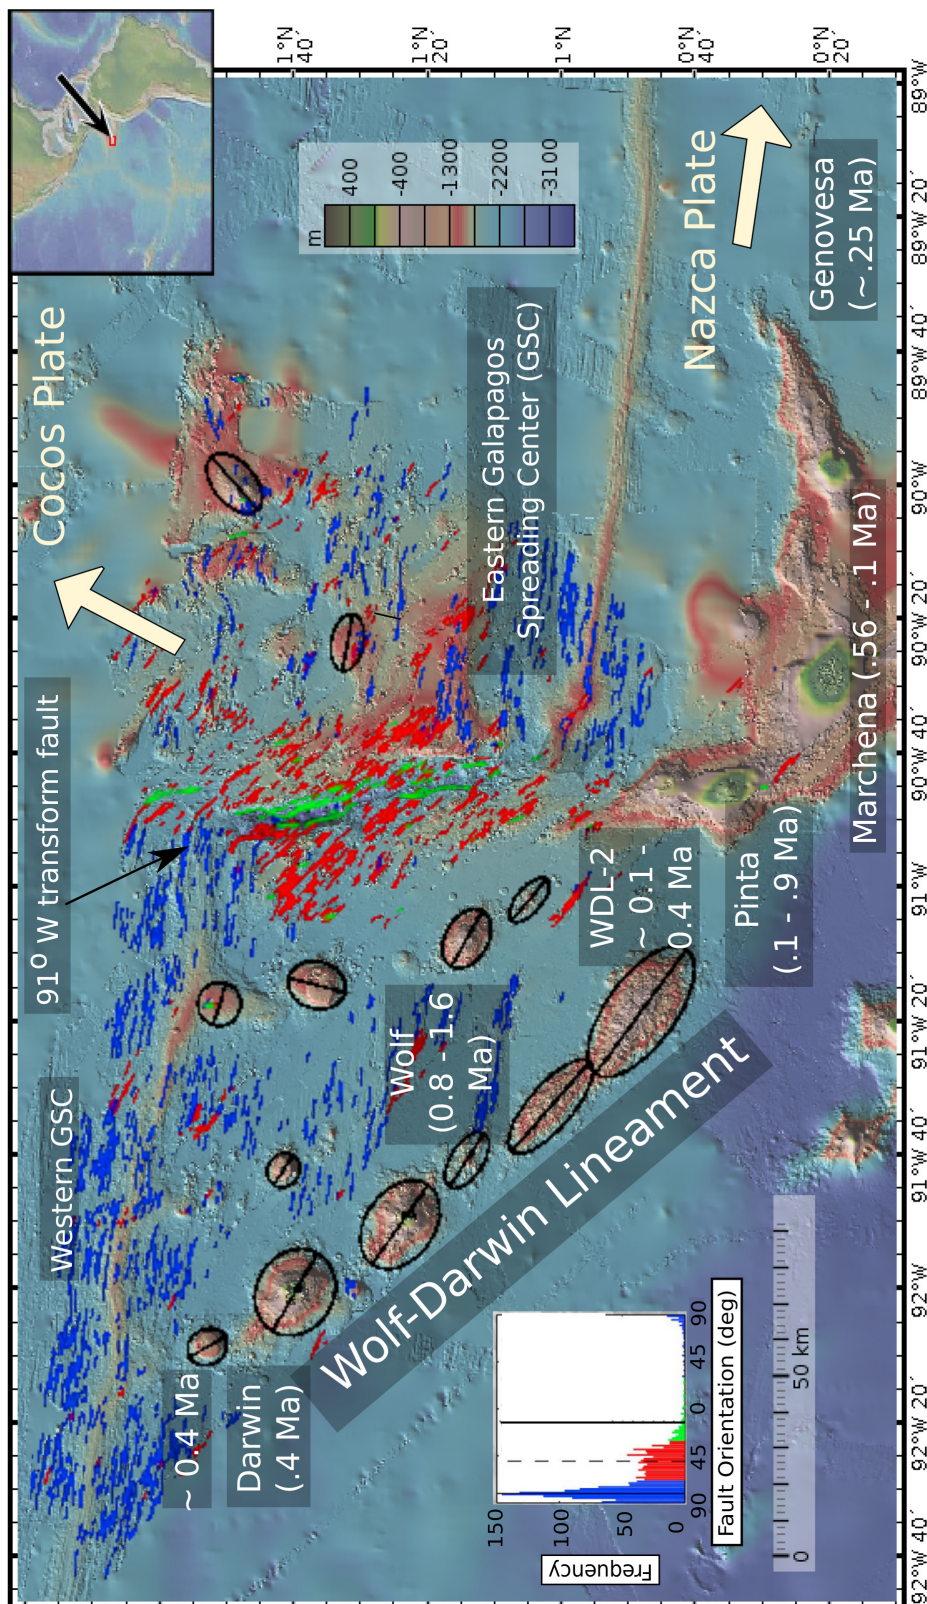 91° W transform fault
Cocos Plate
Western GSC
~ 0.4 Ma
Darwin
(.4 Ma)
Wolf
(0.8 - 1.6
Ma)
Wolf-Darwin Lineament
Eastern Galapagos
Spreading Center (GSC)
WDL-2
~ 0.1 -
0.4 Ma
Pinta
(.1 - .9 Ma)
Marchena (.56 - .1 Ma)
Nazca Plate
Genovesa
(~.25 Ma)
m
400
-400
-1300
-2200
-3100
1°N
40'
1°N
20'
1°N
0°N
40'
0°N
20'
Frequency
150
100
50
0
90
45
0
45
90
Fault Orientation (deg)
0
50 km
92°W 40'
92°W 20'
92°W
91°W 40'
91°W 20'
91°W
90°W 40'
90°W 20'
90°W
89°W 40'
89°W 20'
89°W